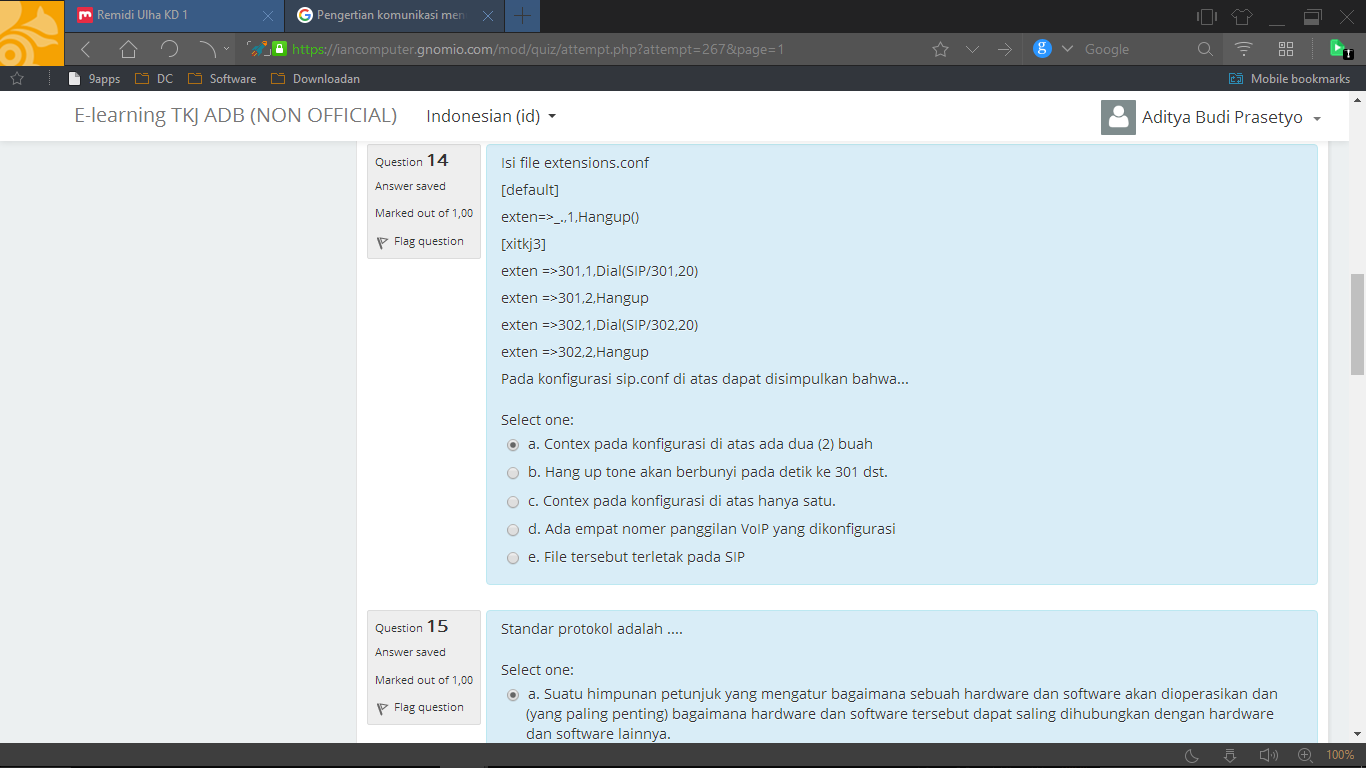 Remidi Ulha KD 1
Pengertian komunikasi men
https://iancomputer.gnomio.com/mod/quiz/attempt.php?attempt=267&page=1
Google
9apps
DC
Software
Downloadan
Mobile bookmarks
E-learning TKJ ADB (NON OFFICIAL)
Indonesian (id)
Aditya Budi Prasetyo
Question 14
Answer saved
Marked out of 1,00
Flag question
Isi file extensions.conf
[default]
exten=>_.,1,Hangup()
[xitkj3]
exten =>301,1,Dial(SIP/301,20)
exten =>301,2,Hangup
exten =>302,1,Dial(SIP/302,20)
exten =>302,2,Hangup
Pada konfigurasi sip.conf di atas dapat disimpulkan bahwa...
Select one:
a. Contex pada konfigurasi di atas ada dua (2) buah
b. Hang up tone akan berbunyi pada detik ke 301 dst.
c. Contex pada konfigurasi di atas hanya satu.
d. Ada empat nomer panggilan VoIP yang dikonfigurasi
e. File tersebut terletak pada SIP
Question 15
Answer saved
Marked out of 1,00
Flag question
Standar protokol adalah ....
Select one:
a. Suatu himpunan petunjuk yang mengatur bagaimana sebuah hardware dan software akan dioperasikan dan
(yang paling penting) bagaimana hardware dan software tersebut dapat saling dihubungkan dengan hardware
dan software lainnya.
100%